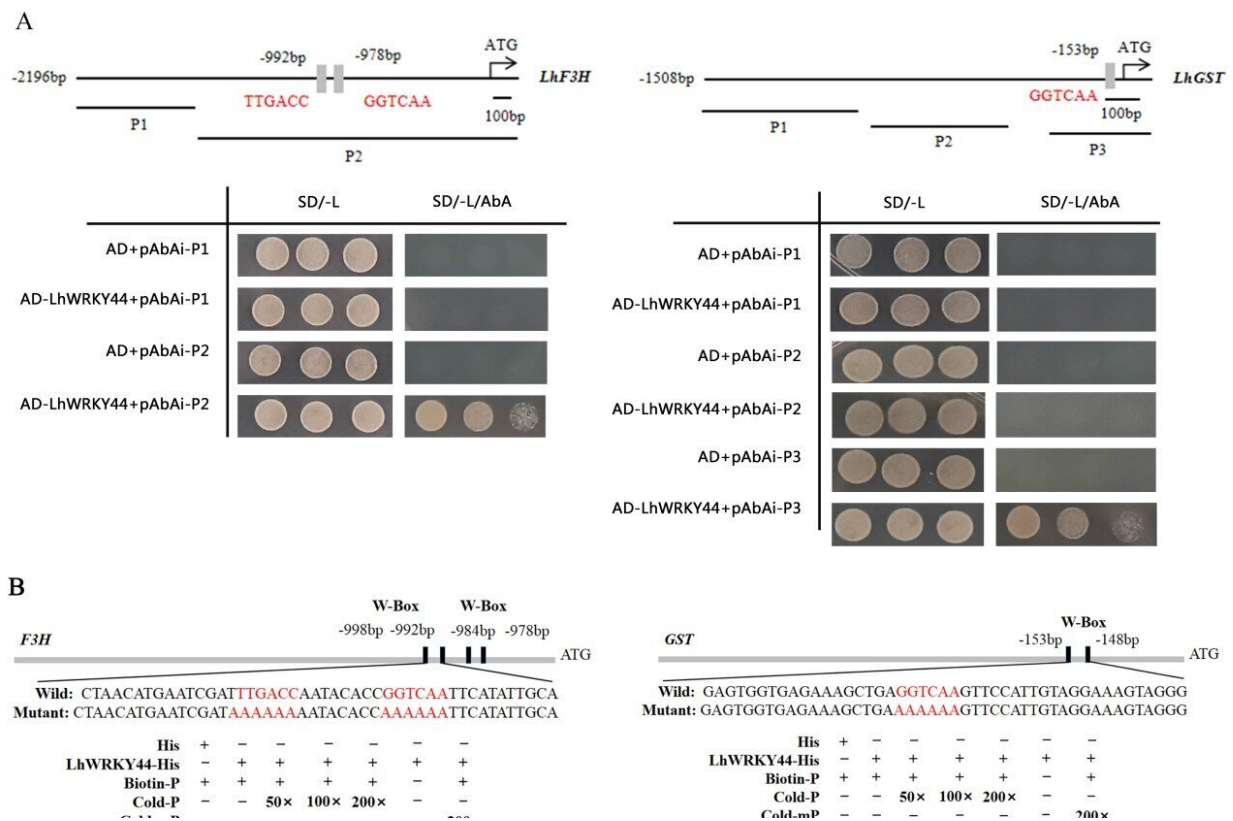 A
-992bp -978bp ATG
-2196bp LhF3H
TTGACC GGTCAA
100bp
P1
P2
SD/-L SD/-L/AbA
AD+pAbAi-P1
AD-LhWRKY44+pAbAi-P1
AD+pAbAi-P2
AD-LhWRKY44+pAbAi-P2
-153bp ATG
-1508bp LhGST
GGTCAA
100bp
P1 P2 P3
SD/-L SD/-L/AbA
AD+pAbAi-P1
AD-LhWRKY44+pAbAi-P1
AD+pAbAi-P2
AD-LhWRKY44+pAbAi-P2
AD+pAbAi-P3
AD-LhWRKY44+pAbAi-P3
B
W-Box W-Box
F3H -998bp -992bp -984bp -978bp
ATG
Wild: CTAACATGAATCGATTTGACCAATACACCGGTCAATTCATATTGCA
Mutant: CTAACATGAATCGATAAAAAAAATACACCAAAAAATTCATATTGCA
His + − − − − − −
LhWRKY44-His − + + + + + +
Biotin-P + + + + + − +
Cold-P − − 50× 100× 200× − −
W-Box
GST -153bp -148bp
ATG
Wild: GAGTGGTGAGAAAGCTGAGGTCAAGTTCCATTGTAGGAAAGTAGGG
Mutant: GAGTGGTGAGAAAGCTGAAAAAAAGTTCCATTGTAGGAAAGTAGGG
His + − − − − − −
LhWRKY44-His − + + + + + +
Biotin-P + + + + + − +
Cold-P − − 50× 100× 200× − −
Cold-mP − − − − − − 200×